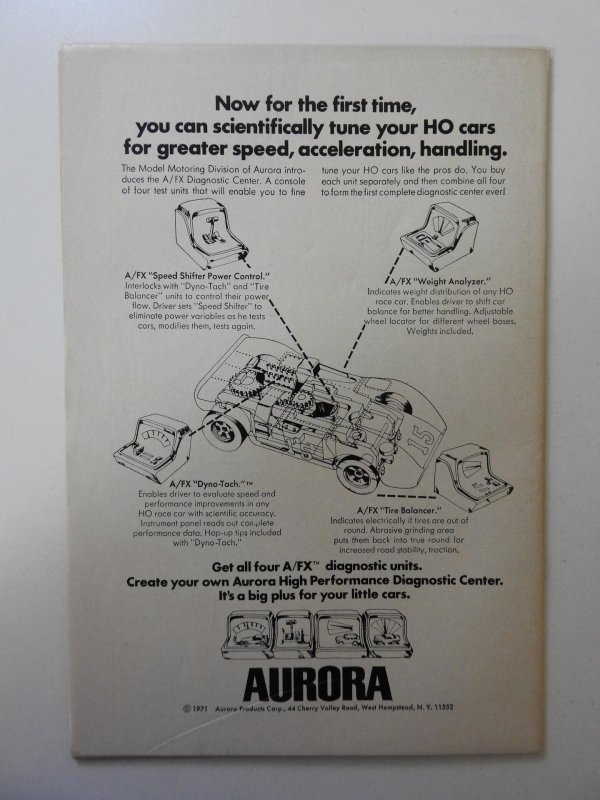 Now for the first time,
you can scientifically tune your HO cars
for greater speed, acceleration, handling.
The Model Motoring Division of Aurora intro-
duces the A/FX Diagnostic Center. A console
of four test units that will enable you to fine
tune your HO cars like the pros do. You buy
each unit separately and then combine all four
to form the first complete diagnostic center ever!
A/FX "Speed Shifter Power Control."
Interlocks with "Dyno-Tach" and "Tire
Balancer" units to control their power
flow. Driver sets "Speed Shifter" to
eliminate power variables as he tests
cars, modifies them, tests again.
A/FX "Weight Analyzer."
Indicates weight distribution of any HO
race car. Enables driver to shift car
balance for better handling. Adjustable
wheel locator for different wheel bases.
Weights included.
15
A/FX "Dyno-Tach."™
Enables driver to evaluate speed and
performance improvements in any
HO race car with scientific accuracy.
Instrument panel reads out complete
performance data. Hop-up tips included
with "Dyno-Tach."
A/FX "Tire Balancer."
Indicates electrically if tires are out of
round. Abrasive grinding area
puts them back into true round for
increased road stability, traction.
Get all four A/FX™ diagnostic units.
Create your own Aurora High Performance Diagnostic Center.
It's a big plus for your little cars.
AURORA
© 1971 Aurora Products Corp., 44 Cherry Valley Road, West Hempstead, N. Y. 11552